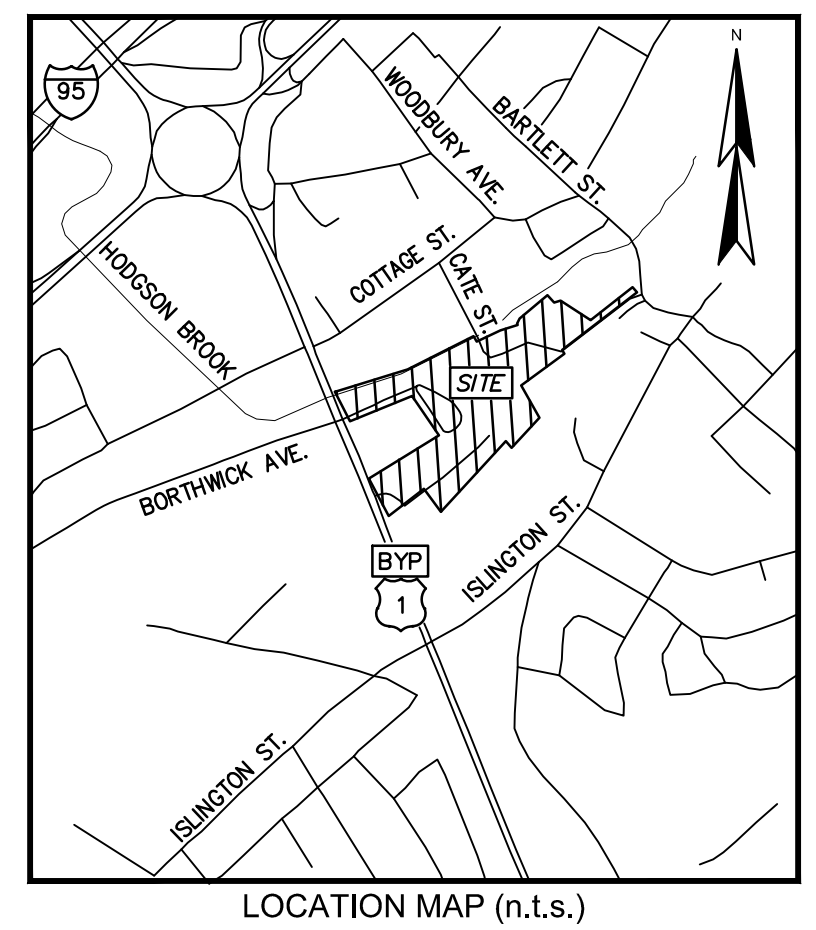 N
95
WOODBURY AVE.
BARTLETT ST.
HODGSON BROOK
COTTAGE ST.
CATE ST.
SITE
BORTHWICK AVE.
ISLINGTON ST.
BYP
1
ISLINGTON ST.
LOCATION MAP (n.t.s.)